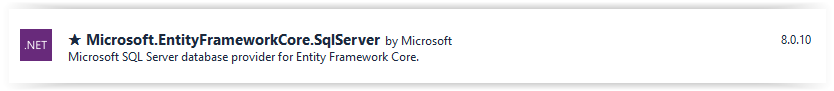 .NET ★ Microsoft.EntityFrameworkCore.SqlServer by Microsoft 8.0.10
Microsoft SQL Server database provider for Entity Framework Core.